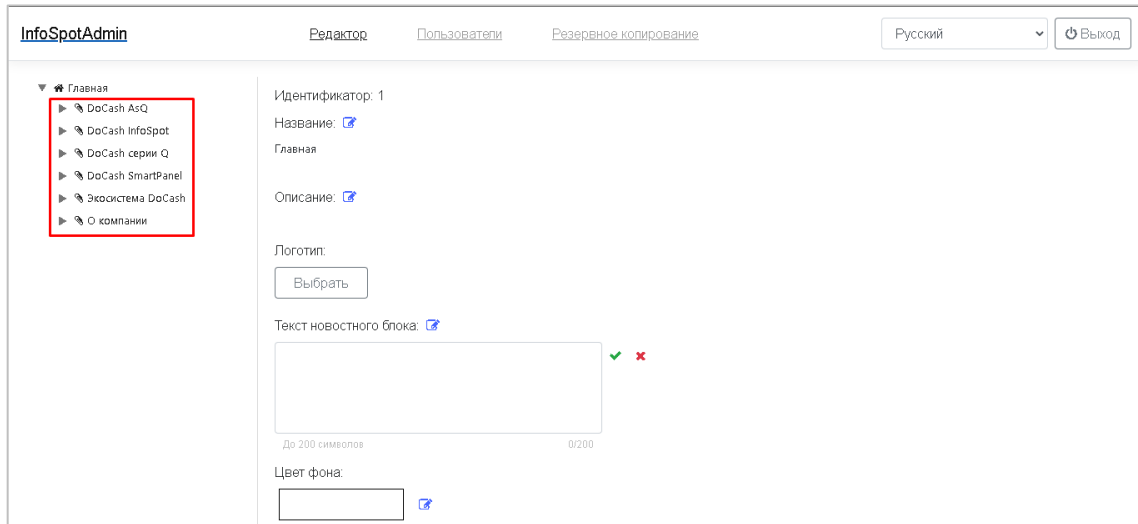 InfoSpotAdmin Редактор Пользователи Резервное копирование Русский Выход
Главная
DoCash AsQ
DoCash InfoSpot
DoCash серии Q
DoCash SmartPanel
Экосистема DoCash
О компании
Идентификатор: 1
Название:
Главная
Описание:
Логотип:
Выбрать
Текст новостного блока:
До 200 символов 0/200
Цвет фона: